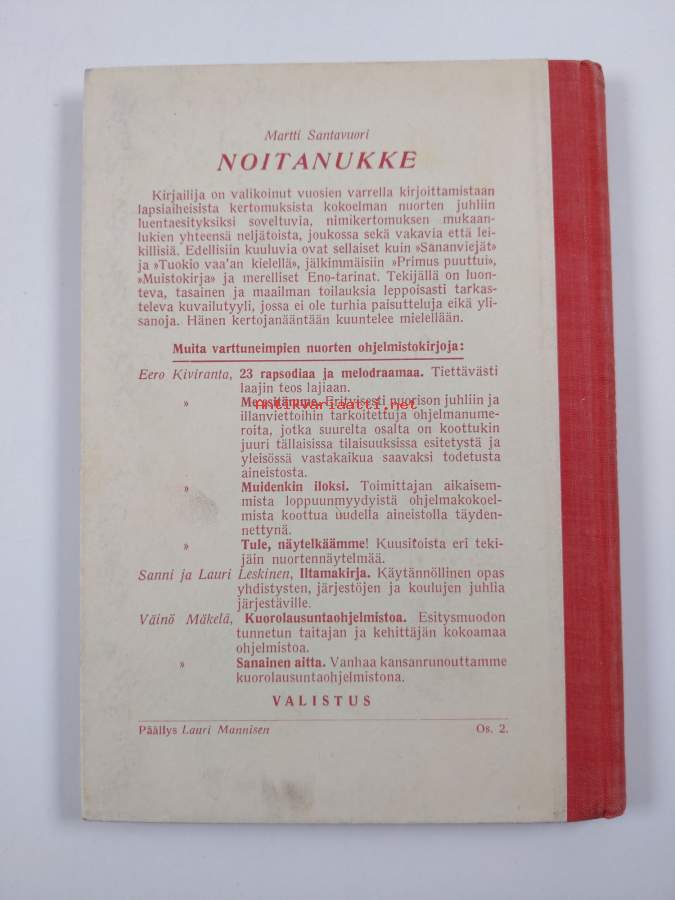 Martti Santavuori
NOITANUKKE
Kirjailija on valikoinut vuosien varrella kirjoittamistaan
lapsiaiheisista kertomuksista kokoelman nuorten juhliin
luentaesityksiksi soveltuvia, nimikertomuksen mukaan-
lukien yhteensä neljätoista, joukossa sekä vakavia että lei-
killisiä. Edellisiin kuuluvia ovat sellaiset kuin »Sananviejät»
ja »Tuokio vaa'an kielellä», jälkimmäisiin »Primus puuttui»,
»Muistokirja» ja merelliset Eno-tarinat. Tekijällä on luon-
teva, tasainen ja maailman toilauksia leppoisasti tarkas-
televa kuvailutyyli, jossa ei ole turhia paisutteluja eikä yli-
sanoja. Hänen kertojanääntään kuuntelee mielellään.
Muita varttuneimpien nuorten ohjelmistokirjoja:
Eero Kiviranta, 23 rapsodiaa ja melodraamaa. Tiettävästi
laajin teos lajiaan.
» Erityisesti nuorison juhliin ja
antikvariaatti.net
illanviettoihin tarkoitettuja ohjelmanume-
roita, jotka suurelta osalta on koottukin
juuri tällaisissa tilaisuuksissa esitetystä ja
yleisössä vastakaikua saavaksi todetusta
aineistosta.
» Muidenkin iloksi. Toimittajan aikaisem-
mista loppuunmyydyistä ohjelmakokoel-
mista koottua uudella aineistolla täyden-
nettynä.
» Tule, näytelkäämme! Kuusitoista eri teki-
jäin nuortennäytelmää.
Sanni ja Lauri Leskinen, Iltamakirja. Käytännöllinen opas
yhdistysten, järjestöjen ja koulujen juhlia
järjestäville.
Väinö Mäkelä, Kuorolausuntaohjelmistoa. Esitysmuodon
tunnetun taitajan ja kehittäjän kokoamaa
ohjelmistoa.
» Sanainen aitta. Vanhaa kansanrunouttamme
kuorolausuntaohjelmistona.
VALISTUS
Päällys Lauri Mannisen Os. 2.